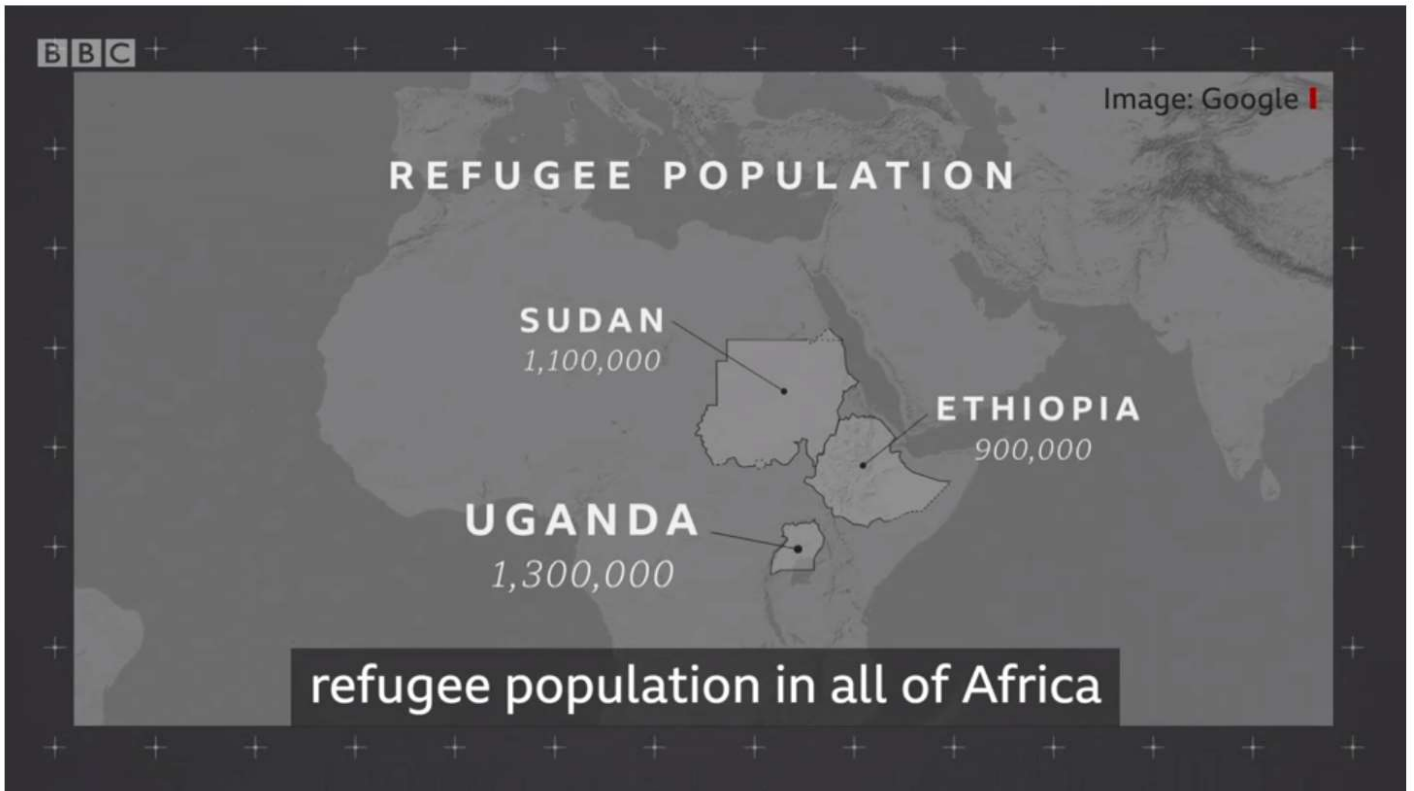 BBC
Image: Google
REFUGEE POPULATION
SUDAN
1,100,000
ETHIOPIA
900,000
UGANDA
1,300,000
refugee population in all of Africa